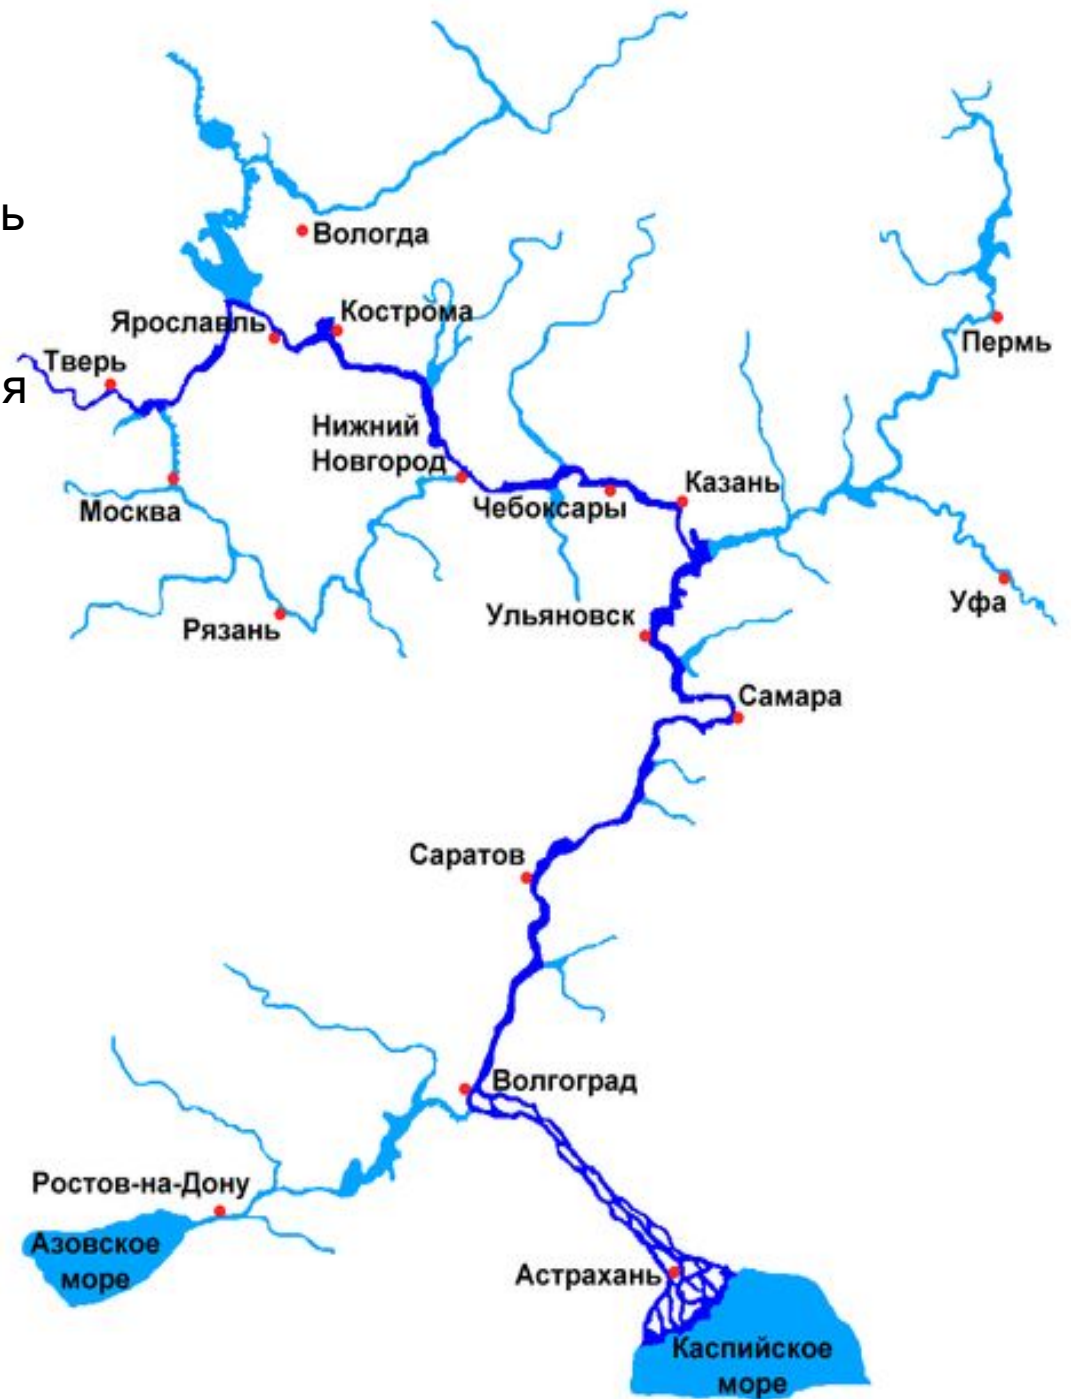 ь
Вологда
Кострома
Ярославль
Пермь
Тверь
я
Нижний
Новгород
Казань
Чебоксары
Москва
Уфа
Ульяновск
Рязань
Самара
Саратов
Волгоград
Ростов-на-Дону
Азовское
море
Астрахань
Каспийское
море